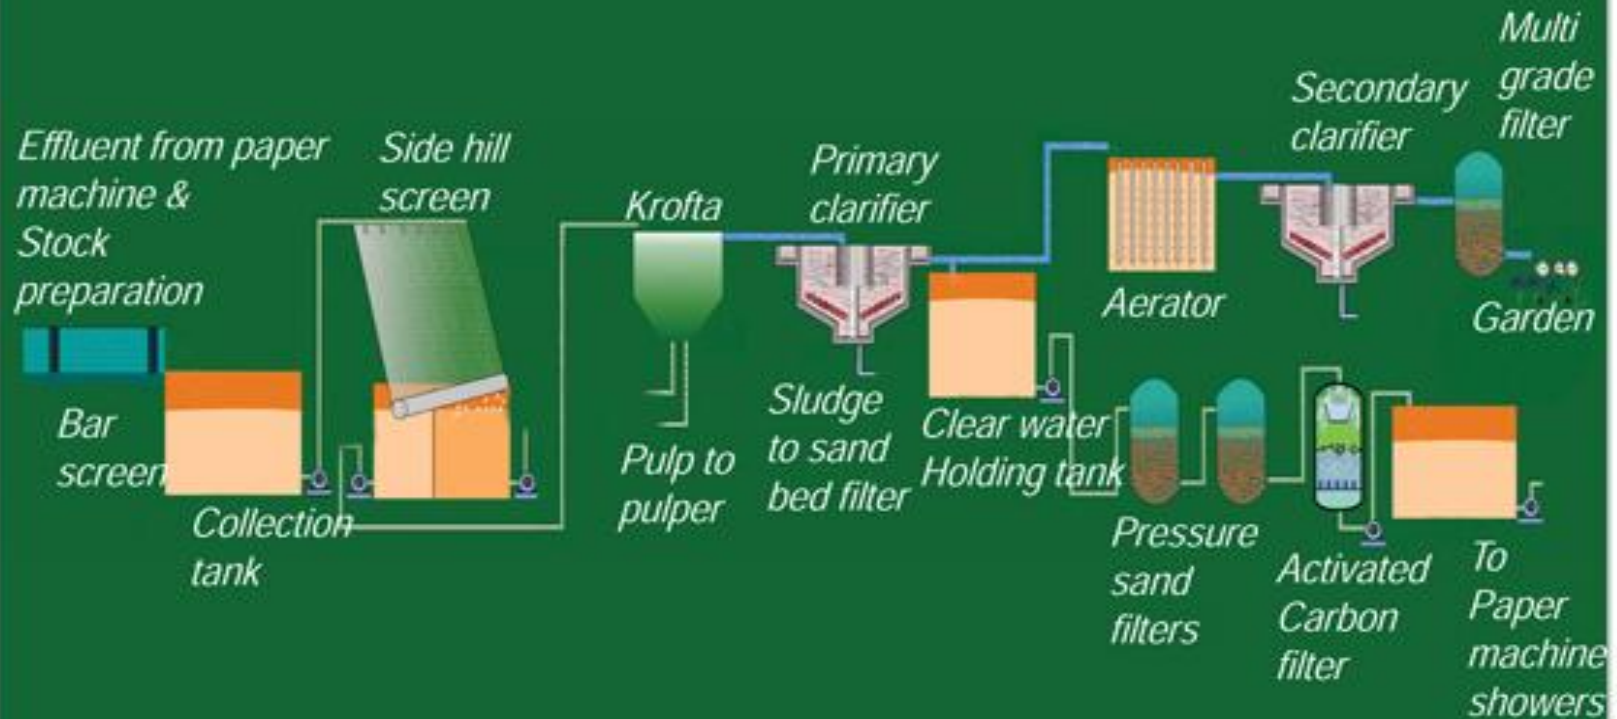 Effluent from paper
machine &
Stock
preparation
Bar
screen
Collection
tank
Side hill
screen
Krofta
Pulp to
pulper
Primary
clarifier
Sludge
to sand
bed filter
Clear water
Holding tank
Aerator
Secondary
clarifier
Multi
grade
filter
Garden
Pressure
sand
filters
Activated
Carbon
filter
To
Paper
machine
showers